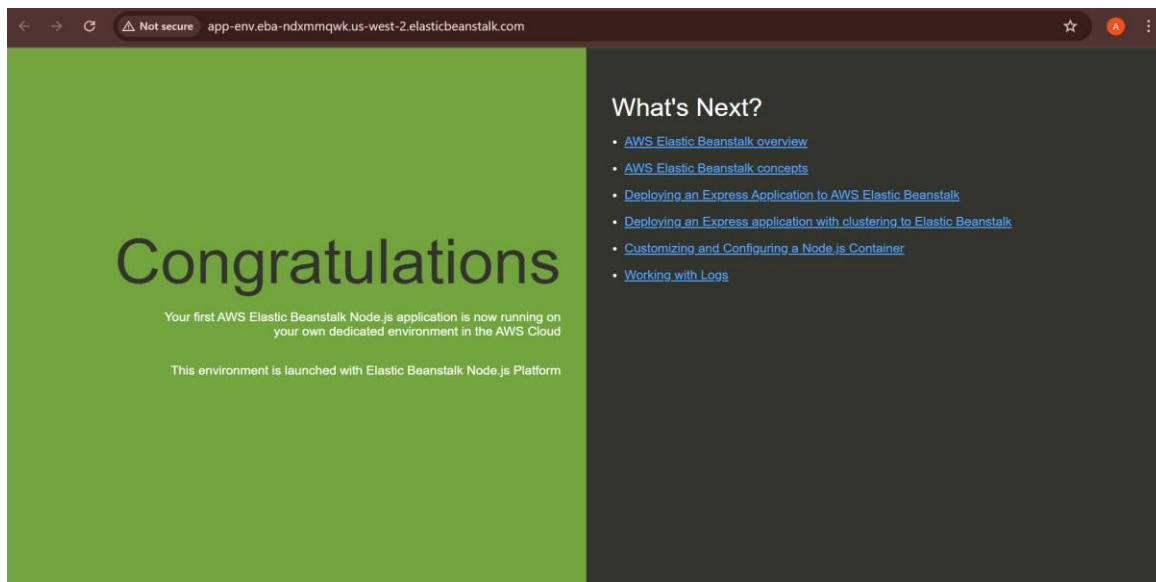 Not secure app-env.eba-ndxmmqwk.us-west-2.elasticbeanstalk.com
A
Congratulations
Your first AWS Elastic Beanstalk Node.js application is now running on
your own dedicated environment in the AWS Cloud
This environment is launched with Elastic Beanstalk Node.js Platform
What's Next?
• AWS Elastic Beanstalk overview
• AWS Elastic Beanstalk concepts
• Deploying an Express Application to AWS Elastic Beanstalk
• Deploying an Express application with clustering to Elastic Beanstalk
• Customizing and Configuring a Node.js Container
• Working with Logs